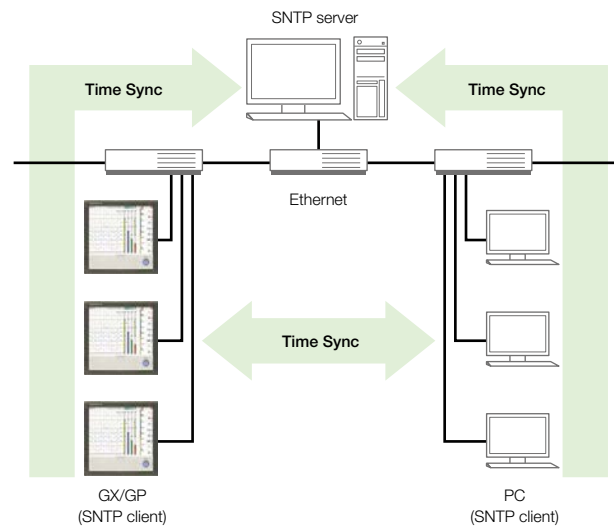 SNTP server
Time Sync
Time Sync
Ethernet
Time Sync
GX/GP
(SNTP client)
PC
(SNTP client)